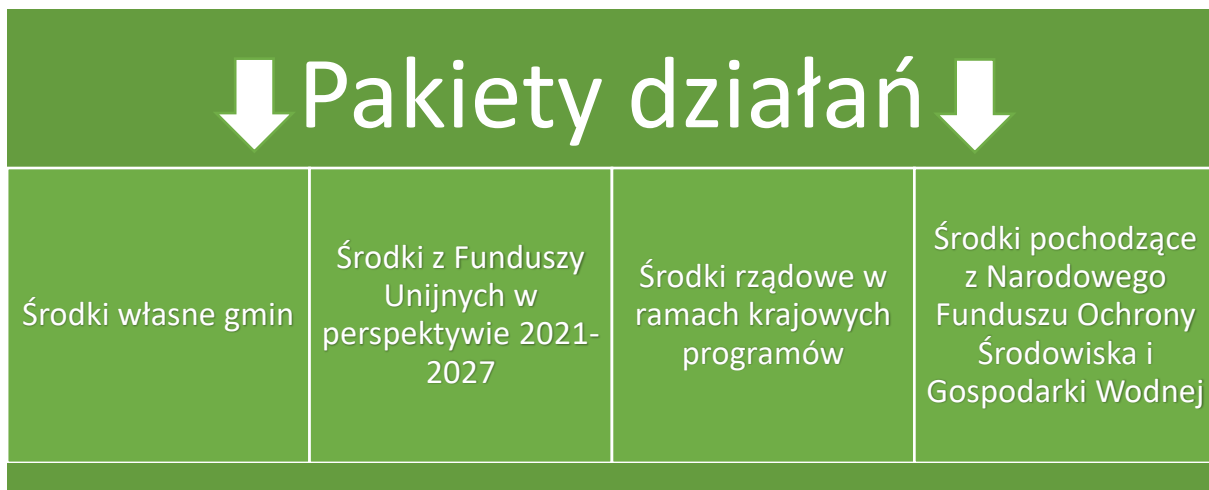 Pakiety działań
Środki własne gmin
Środki z Funduszy
Unijnych w
perspektywie 2021-
2027
Środki rządowe w
ramach krajowych
programów
Środki pochodzące
z Narodowego
Funduszu Ochrony
Środowiska i
Gospodarki Wodnej